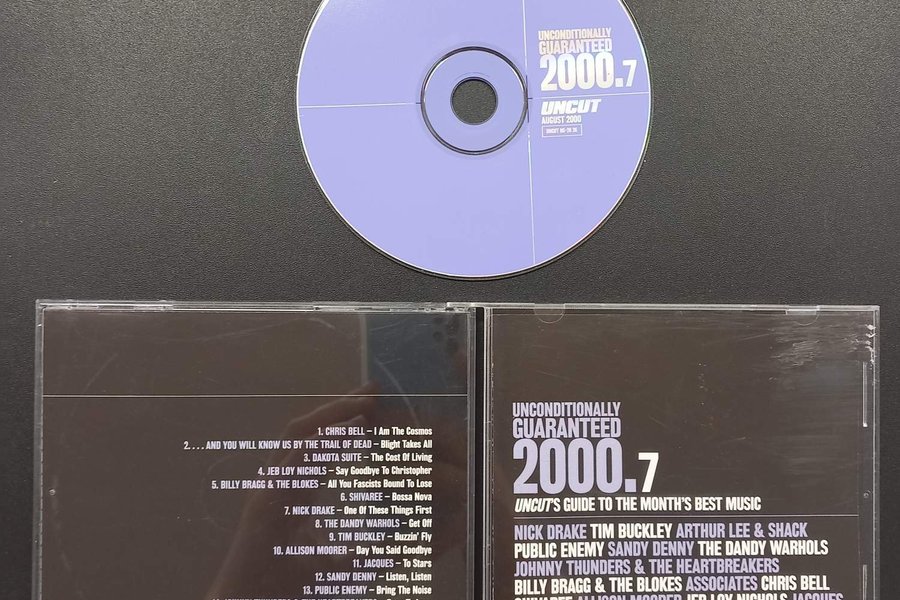 UNCONDITIONALLY
GUARANTEED
2000.7
UNCUT
AUGUST 2000
1. CHRIS BELL – I Am The Cosmos
2. . . . AND YOU WILL KNOW US BY THE TRAIL OF DEAD – Blight Takes All
3. DAKOTA SUITE – The Cost Of Living
4. JEB LOY NICHOLS – Say Goodbye To Christopher
5. BILLY BRAGG & THE BLOKES – All You Fascists Bound To Lose
6. SHIVAREE – Bossa Nova
7. NICK DRAKE – One Of These Things First
8. THE DANDY WARHOLS – Get Off
9. TIM BUCKLEY – Buzzin' Fly
10. ALLISON MOORER – Day You Said Goodbye
11. JACQUES – To Stars
12. SANDY DENNY – Listen, Listen
13. PUBLIC ENEMY – Bring The Noise
UNCONDITIONALLY
GUARANTEED
2000.7
UNCUT'S GUIDE TO THE MONTH'S BEST MUSIC
NICK DRAKE TIM BUCKLEY ARTHUR LEE & SHACK
PUBLIC ENEMY SANDY DENNY THE DANDY WARHOLS
JOHNNY THUNDERS & THE HEARTBREAKERS
BILLY BRAGG & THE BLOKES ASSOCIATES CHRIS BELL
SHIVAREE ALLISON MOORER JEB LOY NICHOLS JACQUES